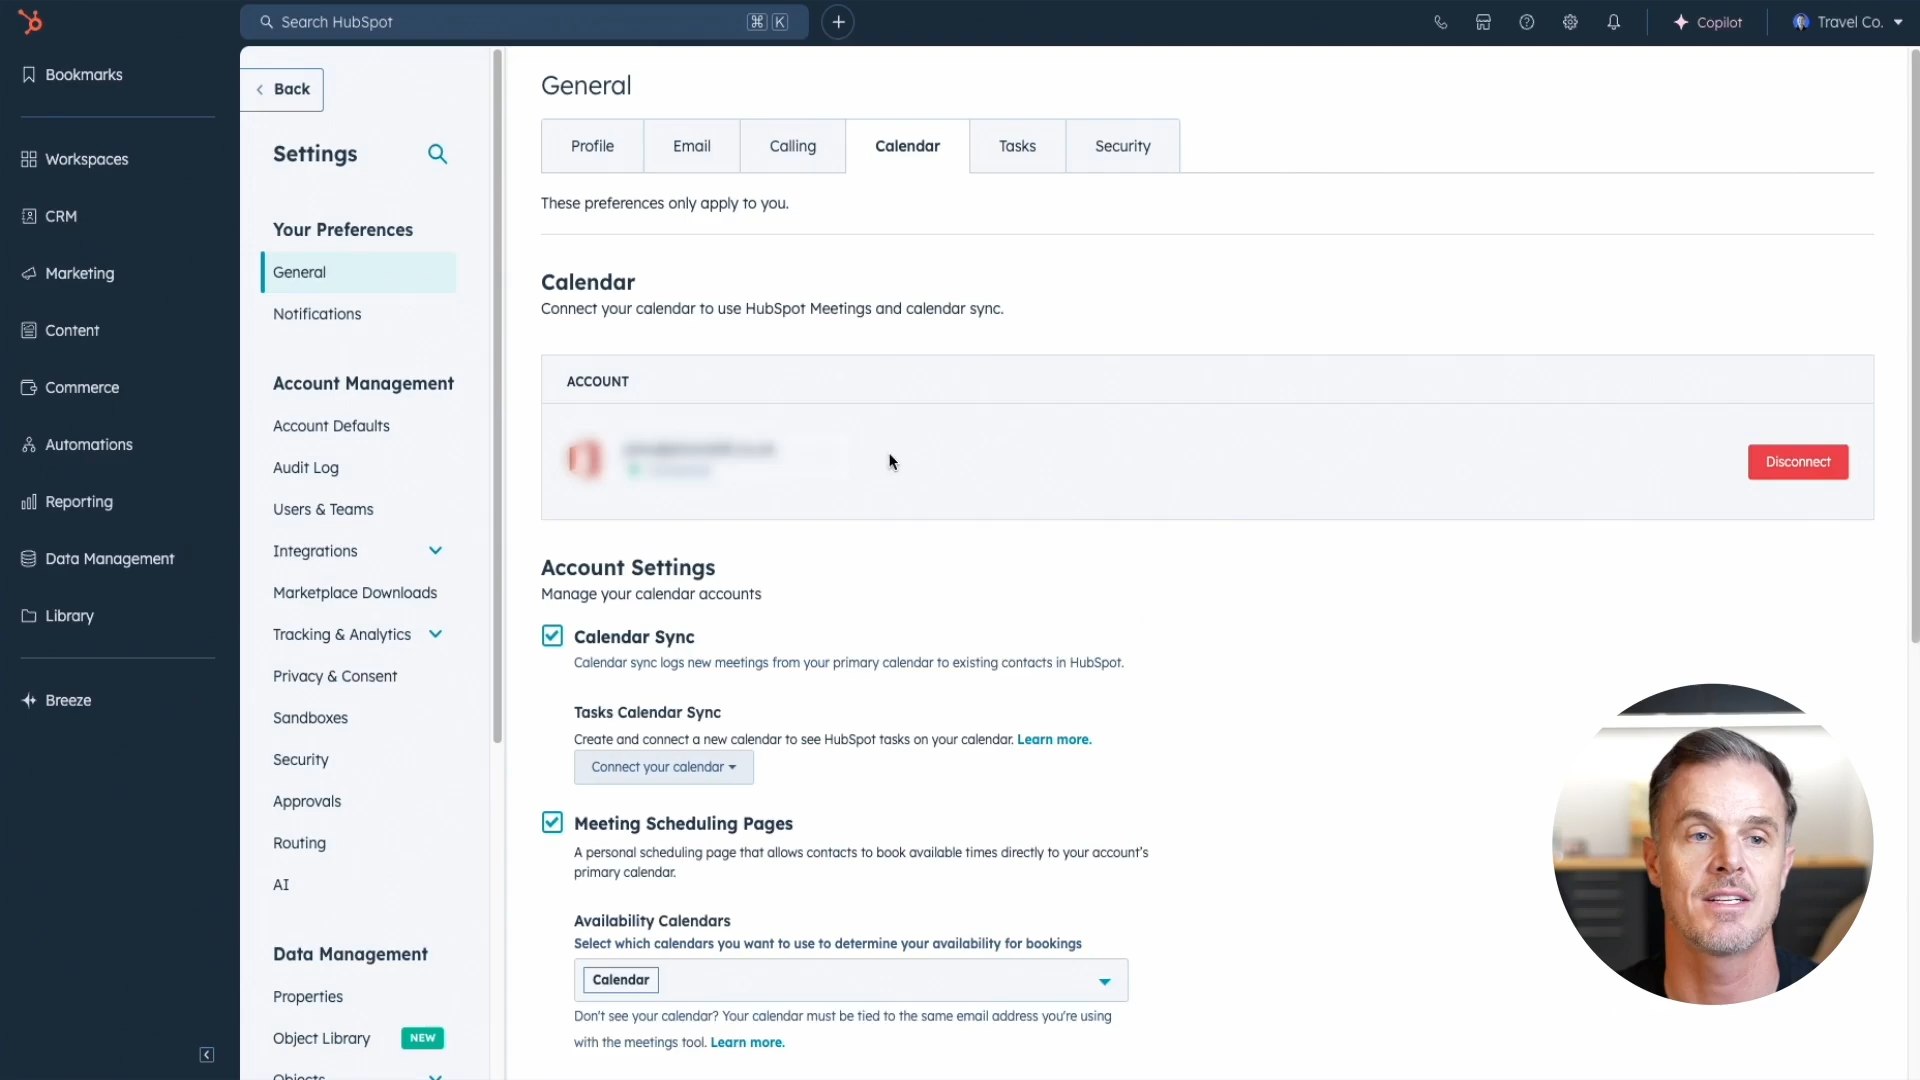 Search HubSpot
⌘ K
Copilot
Travel Co.
Bookmarks
Workspaces
CRM
Marketing
Content
Commerce
Automations
Reporting
Data Management
Library
Breeze
Back
Settings
Your Preferences
General
Notifications
Account Management
Account Defaults
Audit Log
Users & Teams
Integrations
Marketplace Downloads
Tracking & Analytics
Privacy & Consent
Sandboxes
Security
Approvals
Routing
AI
Data Management
Properties
Object Library NEW
Objects
General
Profile Email Calling Calendar Tasks Security
These preferences only apply to you.
Calendar
Connect your calendar to use HubSpot Meetings and calendar sync.
ACCOUNT
Disconnect
Account Settings
Manage your calendar accounts
Calendar Sync
Calendar sync logs new meetings from your primary calendar to existing contacts in HubSpot.
Tasks Calendar Sync
Create and connect a new calendar to see HubSpot tasks on your calendar. Learn more.
Connect your calendar
Meeting Scheduling Pages
A personal scheduling page that allows contacts to book available times directly to your account's
primary calendar.
Availability Calendars
Select which calendars you want to use to determine your availability for bookings
Calendar
Don't see your calendar? Your calendar must be tied to the same email address you're using
with the meetings tool. Learn more.